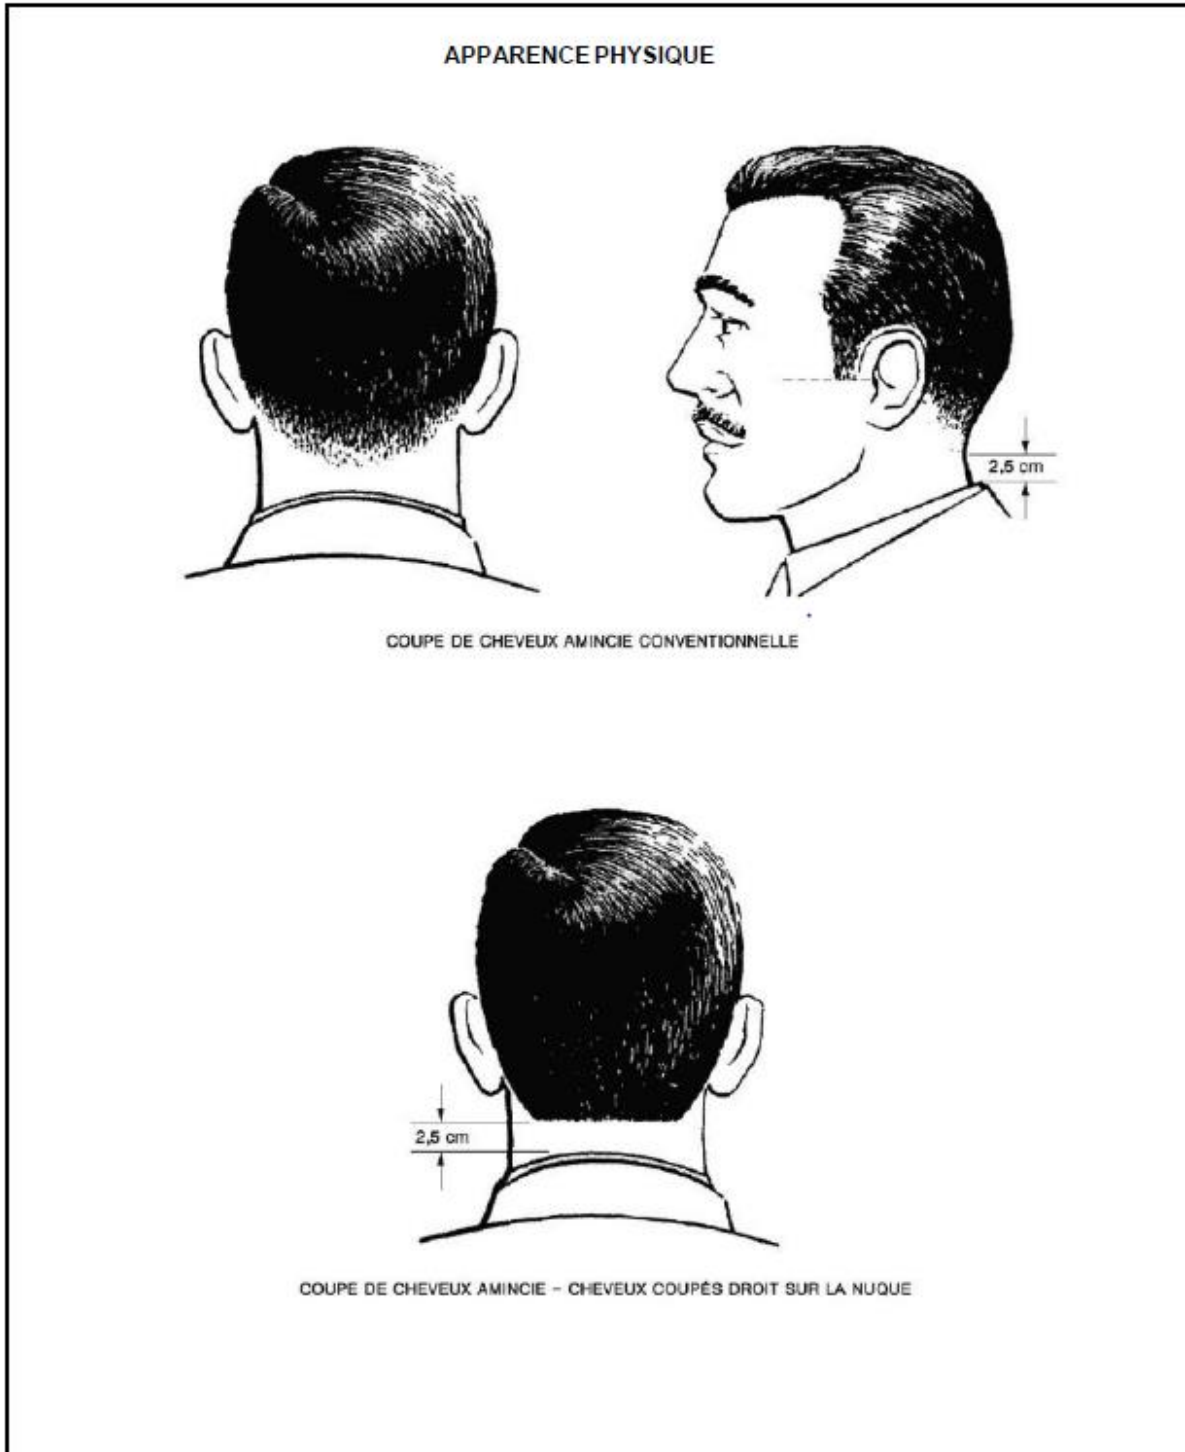 APPARENCE PHYSIQUE
2,5 cm
COUPE DE CHEVEUX AMINCIE CONVENTIONNELLE
2,5 cm
COUPE DE CHEVEUX AMINCIE – CHEVEUX COUPÉS DROIT SUR LA NUQUE